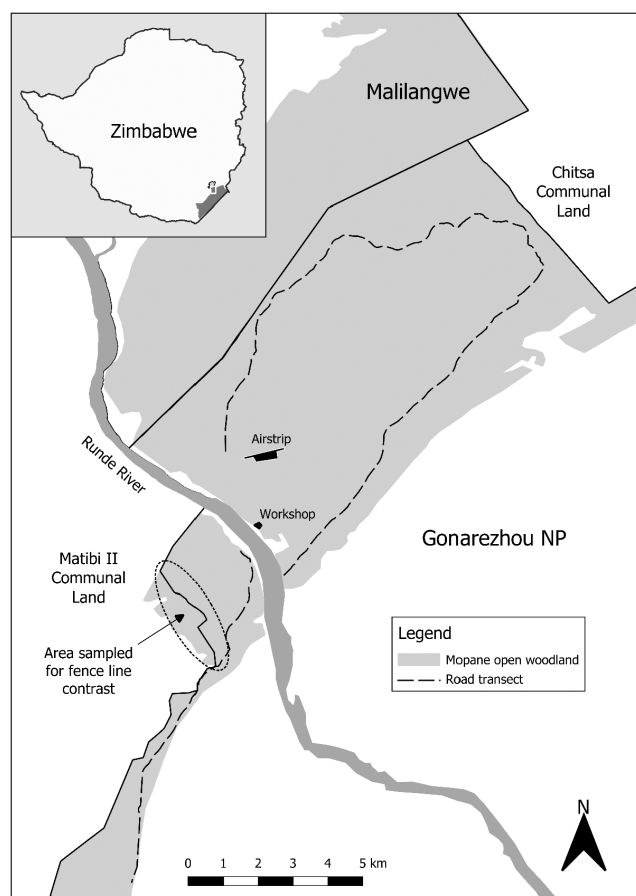 Zimbabwe
Malilangwe
Chitsa
Communal
Land
Airstrip
Runde River
Workshop
Gonarezhou NP
Matibi II
Communal
Land
Area sampled
for fence line
contrast
Legend
Mopane open woodland
Road transect
N
0 1 2 3 4 5 km